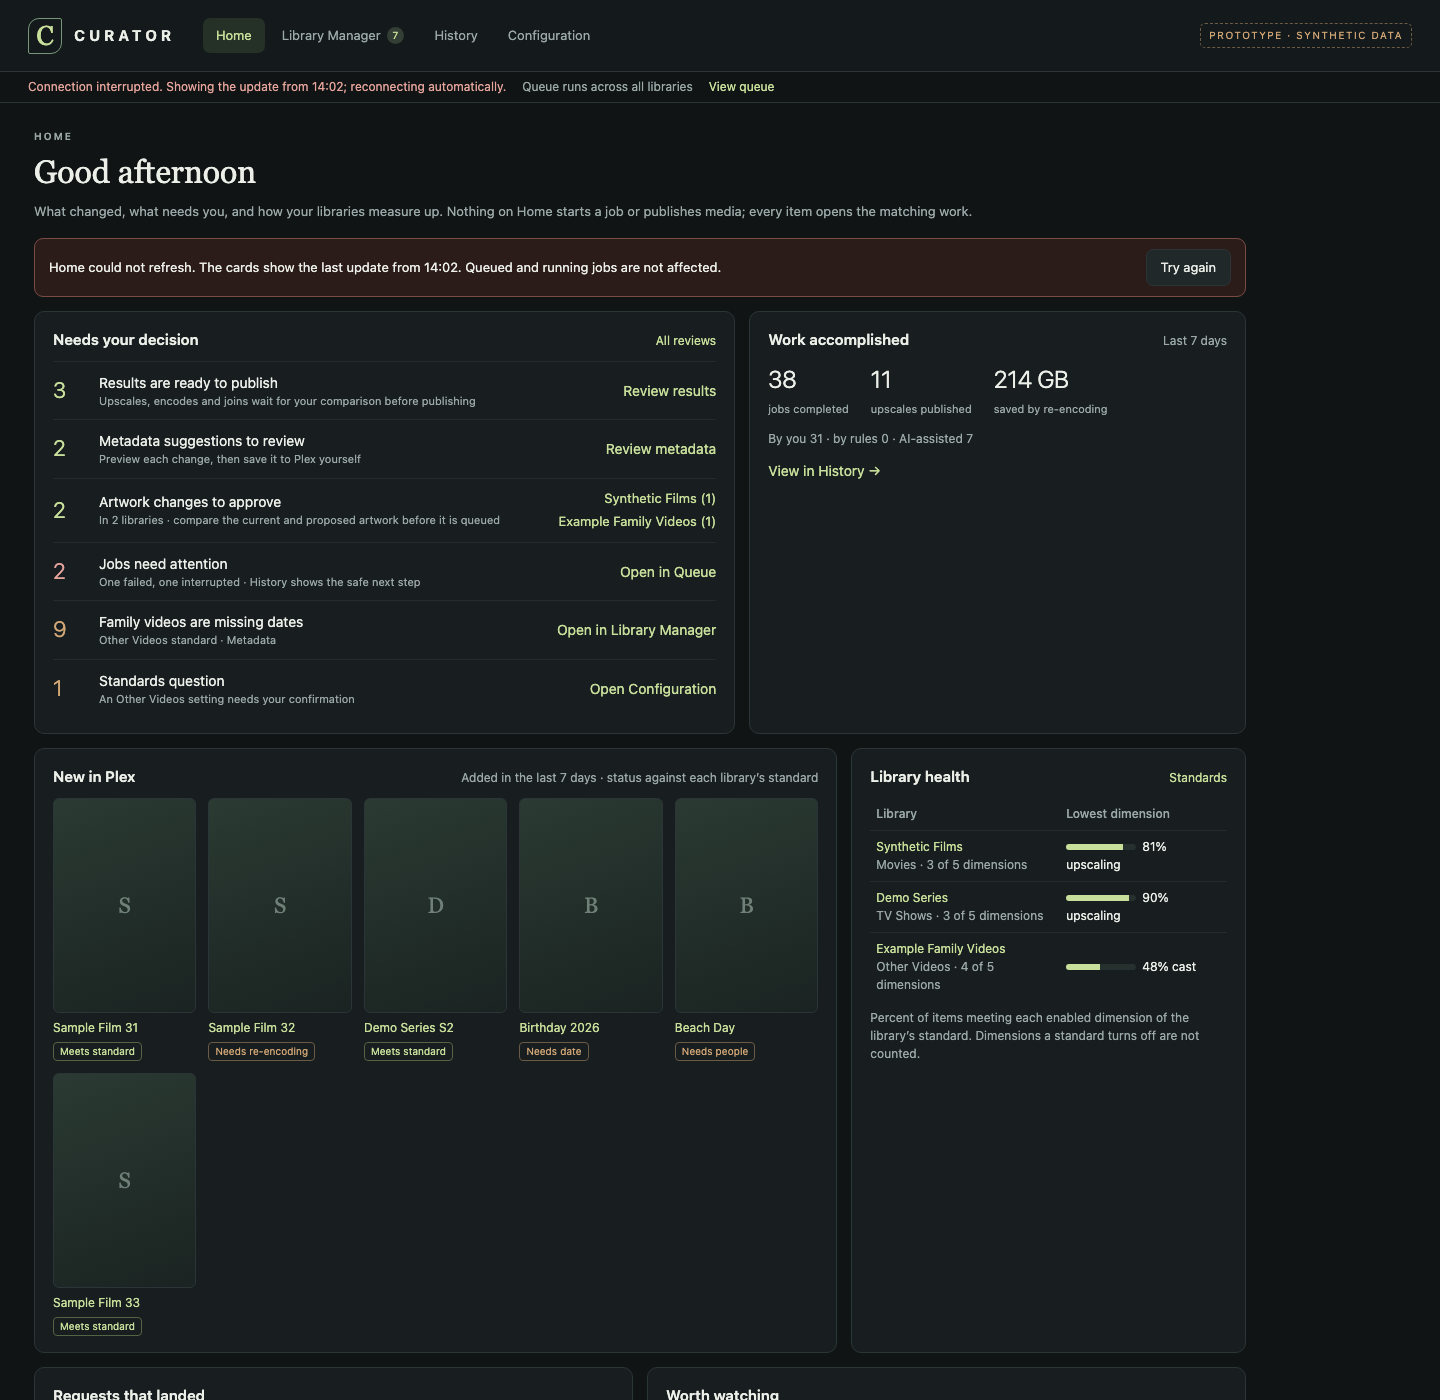 C CURATOR
Home
Library Manager 7
History
Configuration
PROTOTYPE · SYNTHETIC DATA
Connection interrupted. Showing the update from 14:02; reconnecting automatically. Queue runs across all libraries View queue
HOME
Good afternoon
What changed, what needs you, and how your libraries measure up. Nothing on Home starts a job or publishes media; every item opens the matching work.
Home could not refresh. The cards show the last update from 14:02. Queued and running jobs are not affected.
Try again
Needs your decision
All reviews
3
Results are ready to publish
Upscales, encodes and joins wait for your comparison before publishing
Review results
2
Metadata suggestions to review
Preview each change, then save it to Plex yourself
Review metadata
2
Artwork changes to approve
In 2 libraries · compare the current and proposed artwork before it is queued
Synthetic Films (1)
Example Family Videos (1)
2
Jobs need attention
One failed, one interrupted · History shows the safe next step
Open in Queue
9
Family videos are missing dates
Other Videos standard · Metadata
Open in Library Manager
1
Standards question
An Other Videos setting needs your confirmation
Open Configuration
Work accomplished
Last 7 days
38
jobs completed
11
upscales published
214 GB
saved by re-encoding
By you 31 · by rules 0 · AI-assisted 7
View in History →
New in Plex
Added in the last 7 days · status against each library’s standard
S
Sample Film 31
Meets standard
S
Sample Film 32
Needs re-encoding
D
Demo Series S2
Meets standard
B
Birthday 2026
Needs date
B
Beach Day
Needs people
S
Sample Film 33
Meets standard
Library health
Standards
Library
Lowest dimension
Synthetic Films
Movies · 3 of 5 dimensions
81%
upscaling
Demo Series
TV Shows · 3 of 5 dimensions
90%
upscaling
Example Family Videos
Other Videos · 4 of 5
dimensions
48% cast
Percent of items meeting each enabled dimension of the
library’s standard. Dimensions a standard turns off are not
counted.
Requests that landed
Worth watching